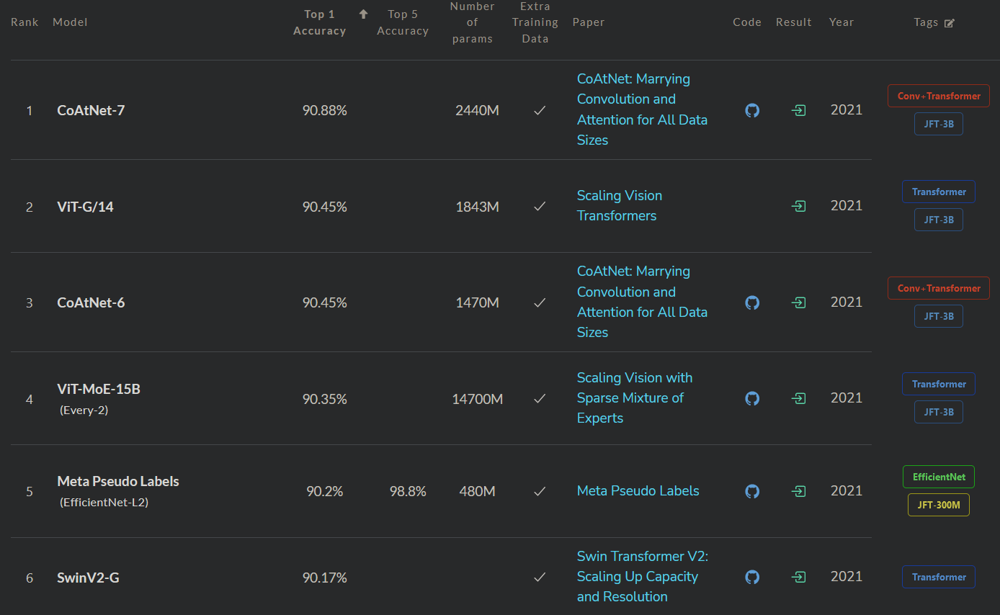 Rank Model Top 1 Accuracy Top 5 Accuracy Number of params Extra Training Data Paper Code Result Year Tags
1 CoAtNet-7 90.88% 2440M ✓ CoAtNet: Marrying Convolution and Attention for All Data Sizes 2021 Conv+Transformer JFT-3B
2 ViT-G/14 90.45% 1843M ✓ Scaling Vision Transformers 2021 Transformer JFT-3B
3 CoAtNet-6 90.45% 1470M ✓ CoAtNet: Marrying Convolution and Attention for All Data Sizes 2021 Conv+Transformer JFT-3B
4 ViT-MoE-15B (Every-2) 90.35% 14700M ✓ Scaling Vision with Sparse Mixture of Experts 2021 Transformer JFT-3B
5 Meta Pseudo Labels (EfficientNet-L2) 90.2% 98.8% 480M ✓ Meta Pseudo Labels 2021 EfficientNet JFT-300M
6 SwinV2-G 90.17% ✓ Swin Transformer V2: Scaling Up Capacity and Resolution 2021 Transformer